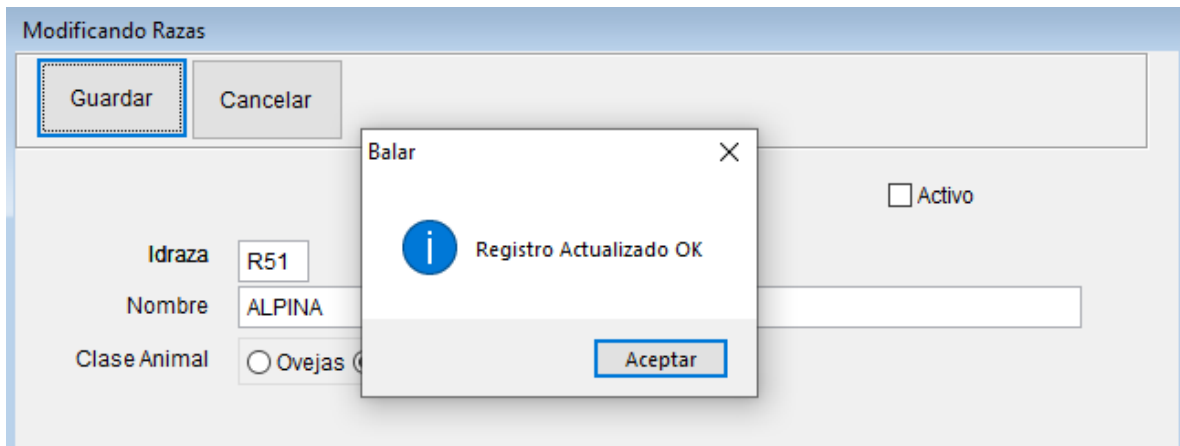 Modificando Razas
Guardar Cancelar
Balar
Activo
Registro Actualizado OK
Idraza R51
Nombre ALPINA
Aceptar
Clase Animal Ovejas